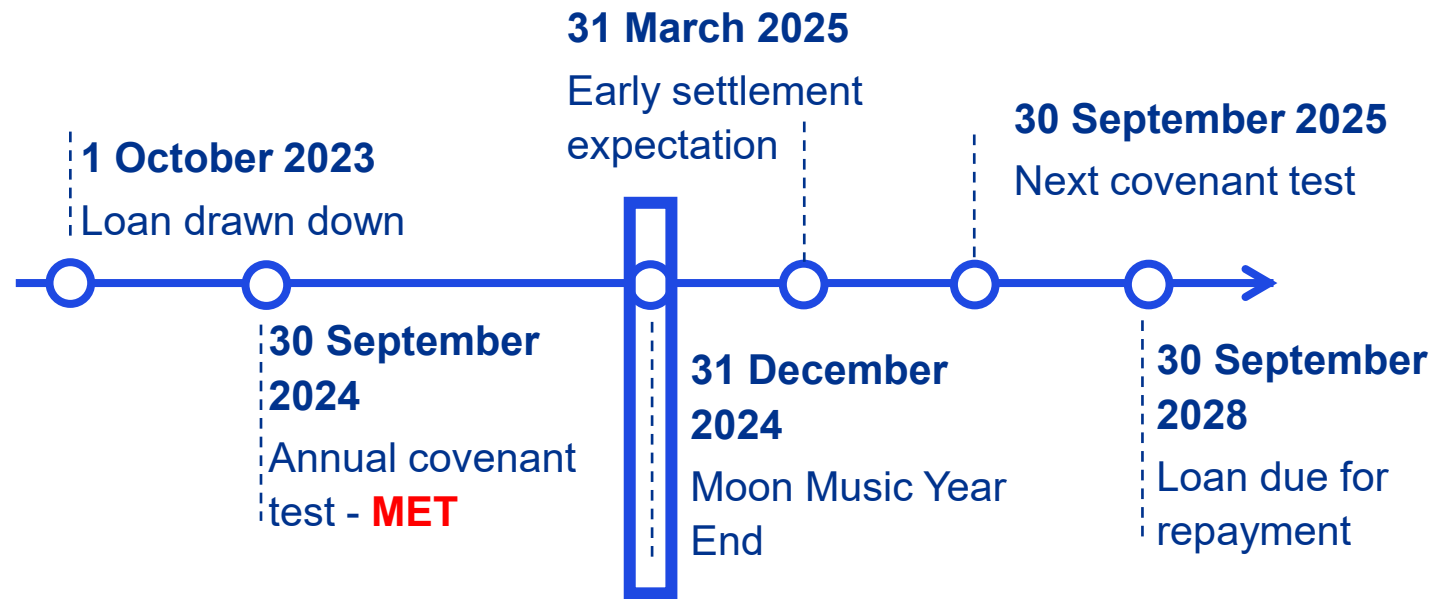 31 March 2025
Early settlement
expectation
30 September 2025
Next covenant test
1 October 2023
Loan drawn down
30 September
2024
Annual covenant
test - MET
31 December
2024
Moon Music Year
End
30 September
2028
Loan due for
repayment